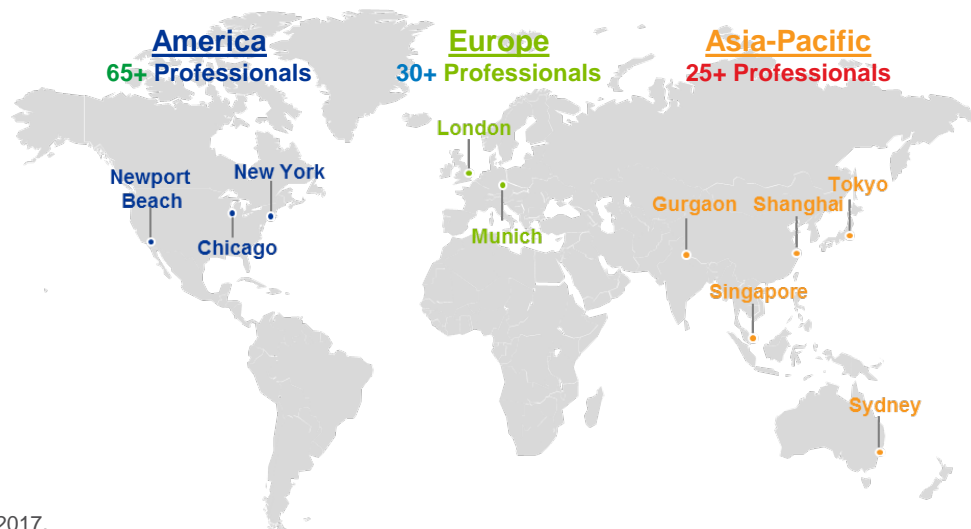 America
65+ Professionals
Europe
30+ Professionals
Asia-Pacific
25+ Professionals
London
Newport
Beach
New York
Chicago
Munich
Gurgaon
Shanghai
Tokyo
Singapore
Sydney
2017.